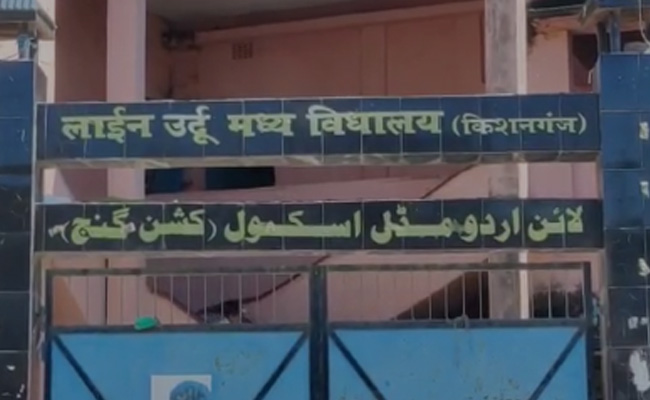 लाईन उर्दू मध्य विधालय (किशनगंज)
لائن اردو مڈل اسکول (کشن گنج)